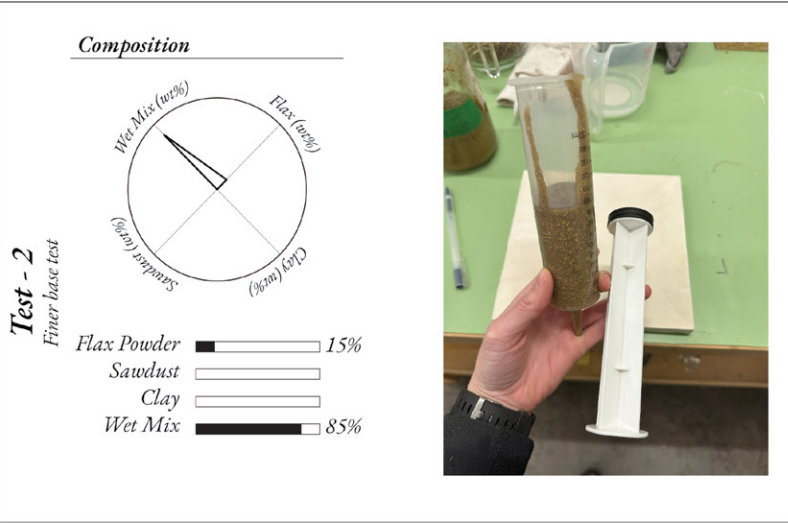 Composition
Wet Mix (wt%)
Flax (wt%)
Sawdust (wt%)
Clay (wt%)
Test - 2
Finer base test
Flax Powder 15%
Sawdust
Clay
Wet Mix 85%